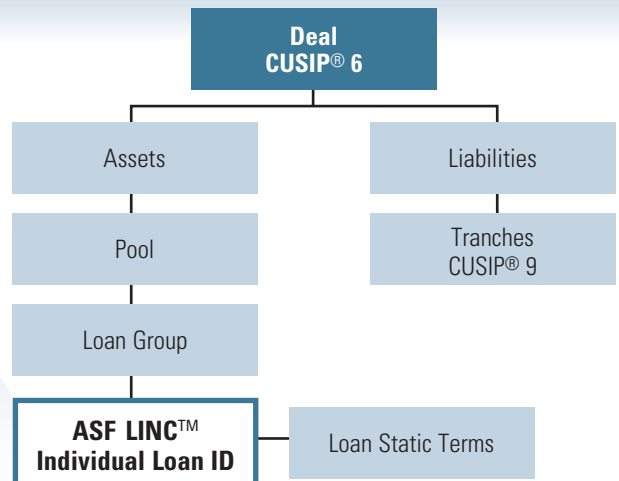 Deal
CUSIP® 6
Assets
Liabilities
Pool
Tranches
CUSIP® 9
Loan Group
ASF LINC™
Individual Loan ID
Loan Static Terms